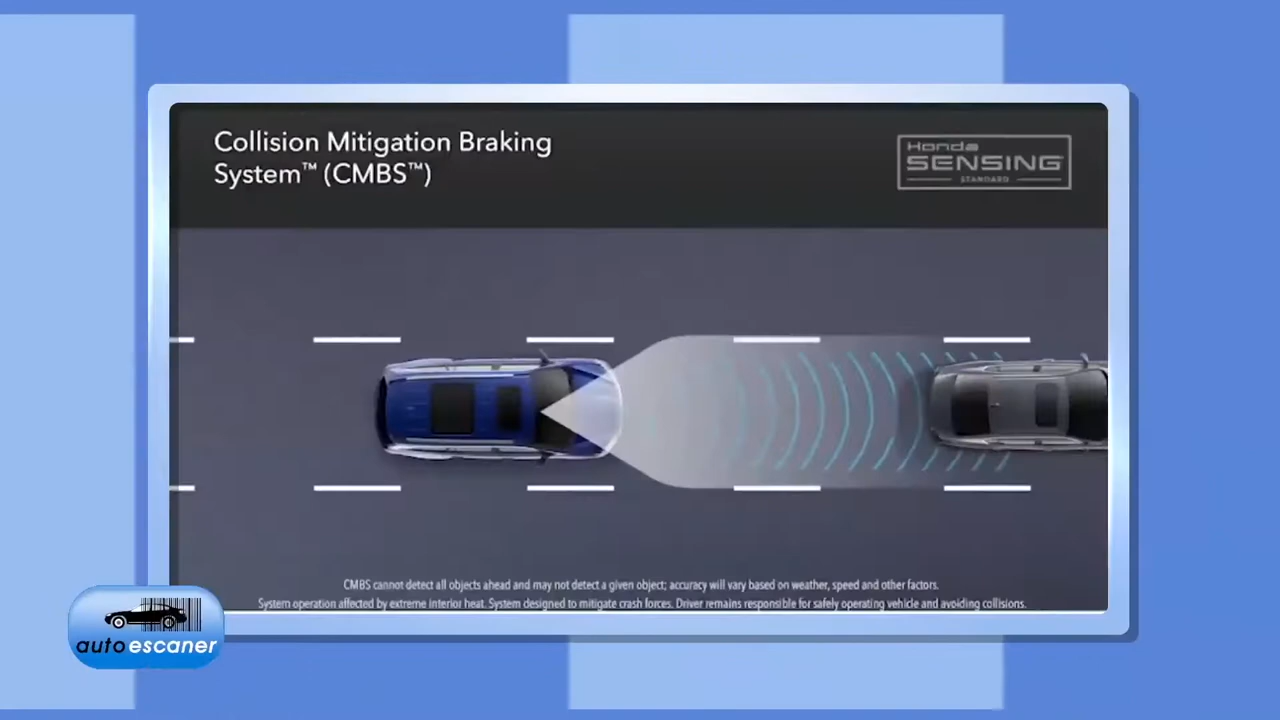 Collision Mitigation Braking
System™ (CMBS™)
Honda
SENSING
STANDARD
CMBS cannot detect all objects ahead and may not detect a given object; accuracy will vary based on weather, speed and other factors.
System operation affected by extreme interior heat. System designed to mitigate crash forces. Driver remains responsible for safely operating vehicle and avoiding collisions.
autoescaner